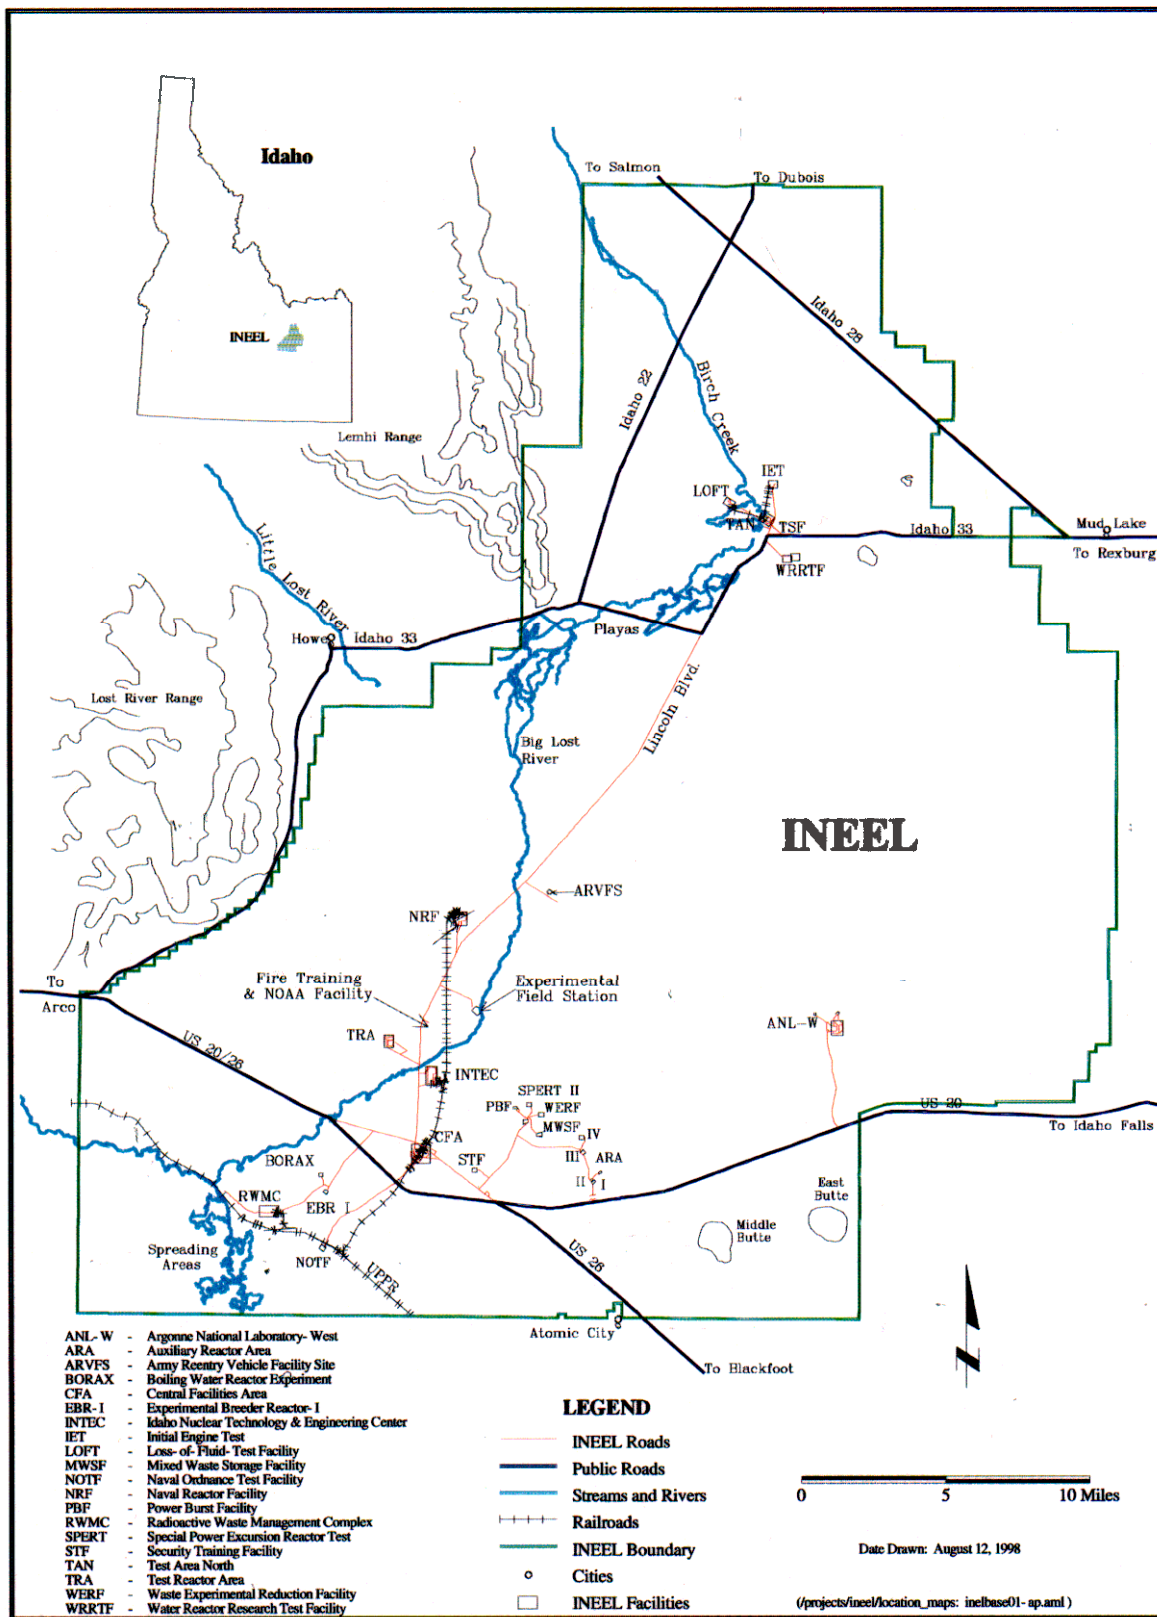 Idaho
INEEL
To Salmon
To Dubois
Idaho 28
Idaho 22
Birch Creek
Lemhi Range
IET
LOFT
TAN
TSF
Idaho 33
Mud Lake
To Rexburg
WRRTF
Little Lost River
Howe
Idaho 33
Playas
Lost River Range
Lincoln Blvd.
Big Lost
River
INEEL
ARVFS
NRF
Fire Training
& NOAA Facility
Experimental
Field Station
To
Arco
TRA
ANL-W
US 20/26
INTEC
SPERT II
PBF
WERF
MWSF
US 20
To Idaho Falls
CFA
IV
III
ARA
STF
BORAX
II
I
RWMC
EBR I
East
Butte
Middle
Butte
Spreading
Areas
NOTF
UPPR
US 26
Atomic City
To Blackfoot
ANL-W - Argonne National Laboratory-West
ARA - Auxiliary Reactor Area
ARVFS - Army Reentry Vehicle Facility Site
BORAX - Boiling Water Reactor Experiment
CFA - Central Facilities Area
EBR-I - Experimental Breeder Reactor-I
INTEC - Idaho Nuclear Technology & Engineering Center
IET - Initial Engine Test
LOFT - Loss-of-Fluid-Test Facility
MWSF - Mixed Waste Storage Facility
NOTF - Naval Ordnance Test Facility
NRF - Naval Reactor Facility
PBF - Power Burst Facility
RWMC - Radioactive Waste Management Complex
SPERT - Special Power Excursion Reactor Test
STF - Security Training Facility
TAN - Test Area North
TRA - Test Reactor Area
WERF - Waste Experimental Reduction Facility
WRRTF - Water Reactor Research Test Facility
LEGEND
INEEL Roads
Public Roads
Streams and Rivers
Railroads
INEEL Boundary
Cities
INEEL Facilities
N
0 5 10 Miles
Date Drawn: August 12, 1998
(/projects/ineel/location_maps: inelbase01-ap.aml )